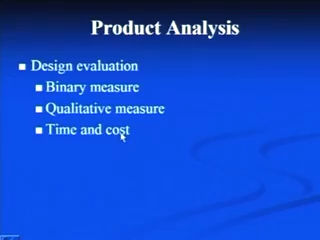 Product Analysis
Design evaluation
Binary measure
Qualitative measure
Time and cost